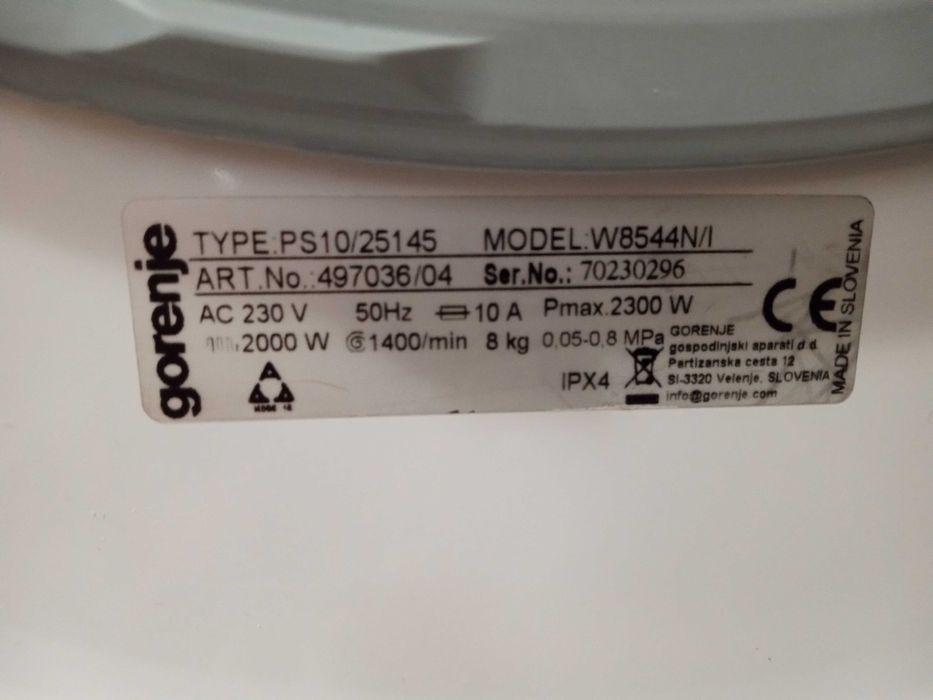 gorenje
TYPE:PS10/25145 MODEL:W8544N/I
ART.No.:497036/04 Ser.No.: 70230296
AC 230 V 50Hz 10 A Pmax.2300 W
2000 W 1400/min 8 kg 0,05-0,8 MPa
IPX4
GORENJE
gospodinjski aparati d.d.
Partizanska cesta 12
SI-3320 Velenje, SLOVENIA
info@gorenje.com
CE
MADE IN SLOVENIA